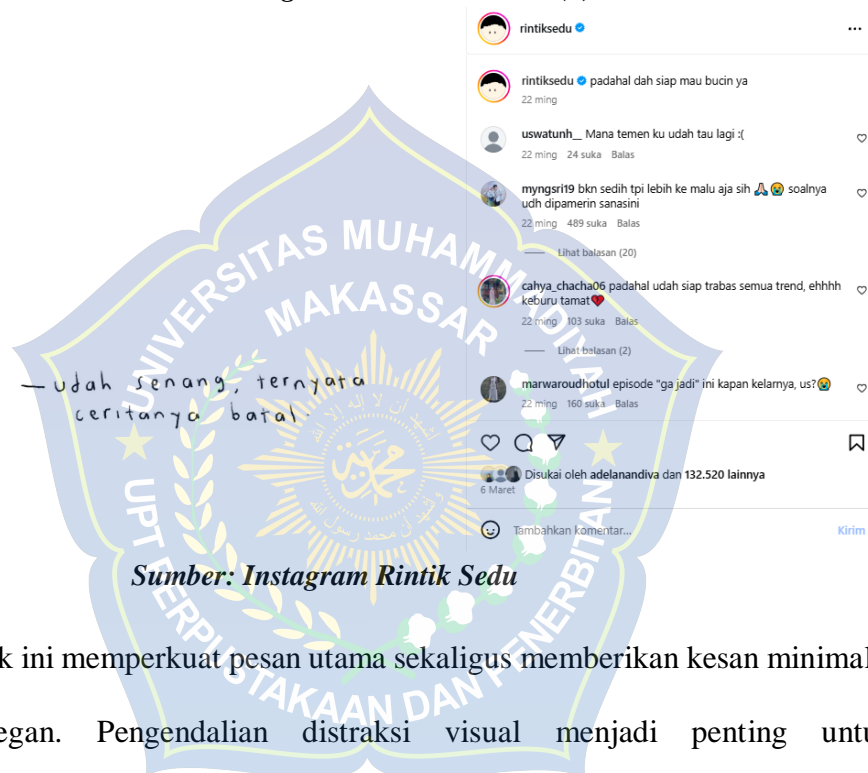 rintiksedu
rintiksedu padahal dah siap mau bucin ya
22 ming
uswatunh__ Mana temen ku udah tau lagi :(
22 ming 24 suka Balas
myngsri19 bkn sedih tpi lebih ke malu aja sih 🙏🏻😭 soalnya
udh dipamerin sanasini
22 ming 489 suka Balas
Lihat balasan (20)
cahya_chacha06 padahal udah siap trabas semua trend, ehhhh
keburu tamat💔
22 ming 103 suka Balas
Lihat balasan (2)
marwaroudhotul episode "ga jadi" ini kapan kelarnya, us?😭
22 ming 160 suka Balas
— udah senang, ternyata
ceritanya batal.
Disukai oleh adelanandiva dan 132.520 lainnya
6 Maret
Tambahkan komentar... Kirim
Sumber: Instagram Rintik Sedu
k ini memperkuat pesan utama sekaligus memberikan kesan minimal
egan. Pengendalian distraksi visual menjadi penting untu
UNIVERSITAS MUHAMMADIYAH
MAKASSAR
UPT PERPUSTAKAAN DAN PENERBITAN